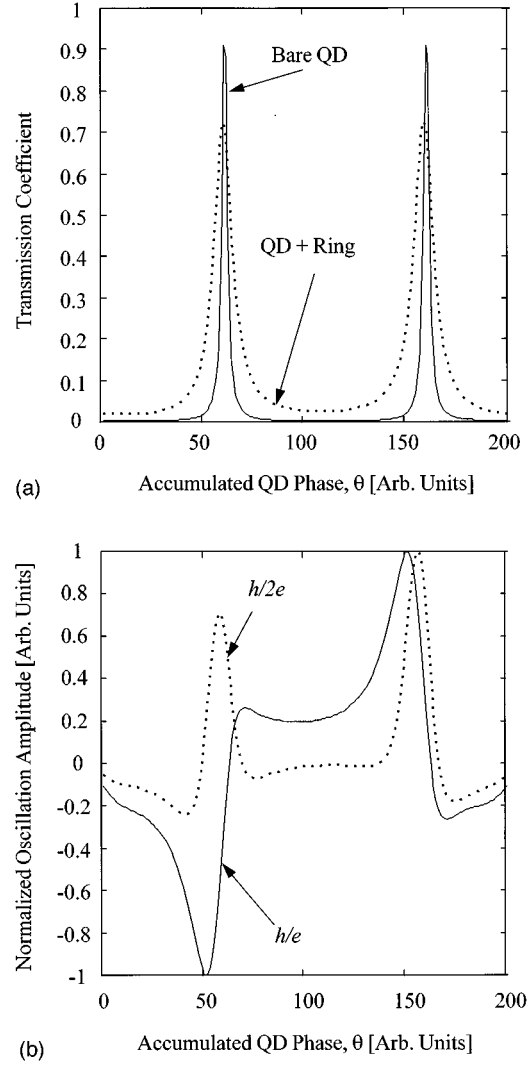 1
0.9
0.8
0.7
0.6
0.5
0.4
0.3
0.2
0.1
0
Transmission Coefficient
Bare QD
QD + Ring
0 50 100 150 200
Accumulated QD Phase, θ [Arb. Units]
(a)
1
0.8
0.6
0.4
0.2
0
-0.2
-0.4
-0.6
-0.8
-1
Normalized Oscillation Amplitude [Arb. Units]
h/2e
h/e
0 50 100 150 200
Accumulated QD Phase, θ [Arb. Units]
(b)